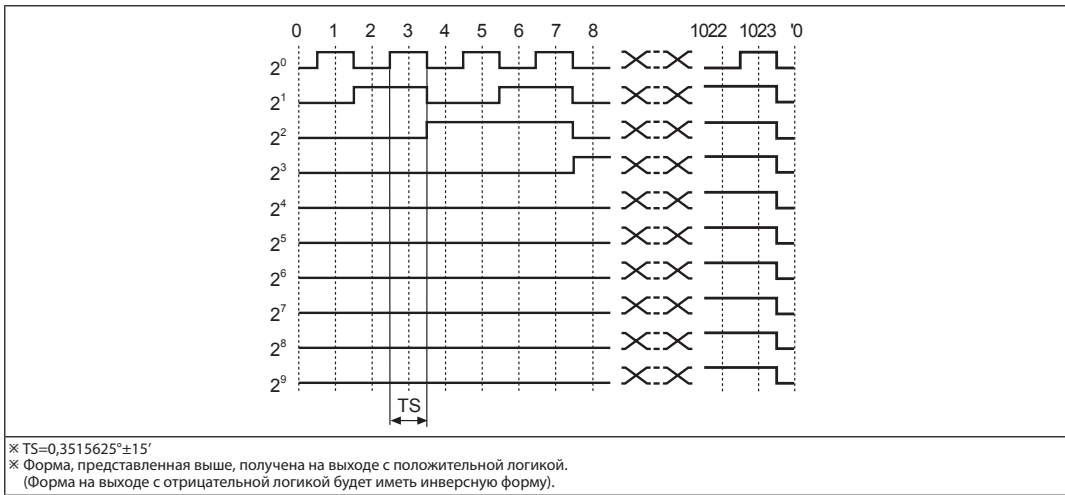 0 1 2 3 4 5 6 7 8 1022 1023 '0
2⁰
2¹
2²
2³
2⁴
2⁵
2⁶
2⁷
2⁸
2⁹
TS
※ TS=0,3515625°±15′
※ Форма, представленная выше, получена на выходе с положительной логикой.
(Форма на выходе с отрицательной логикой будет иметь инверсную форму).